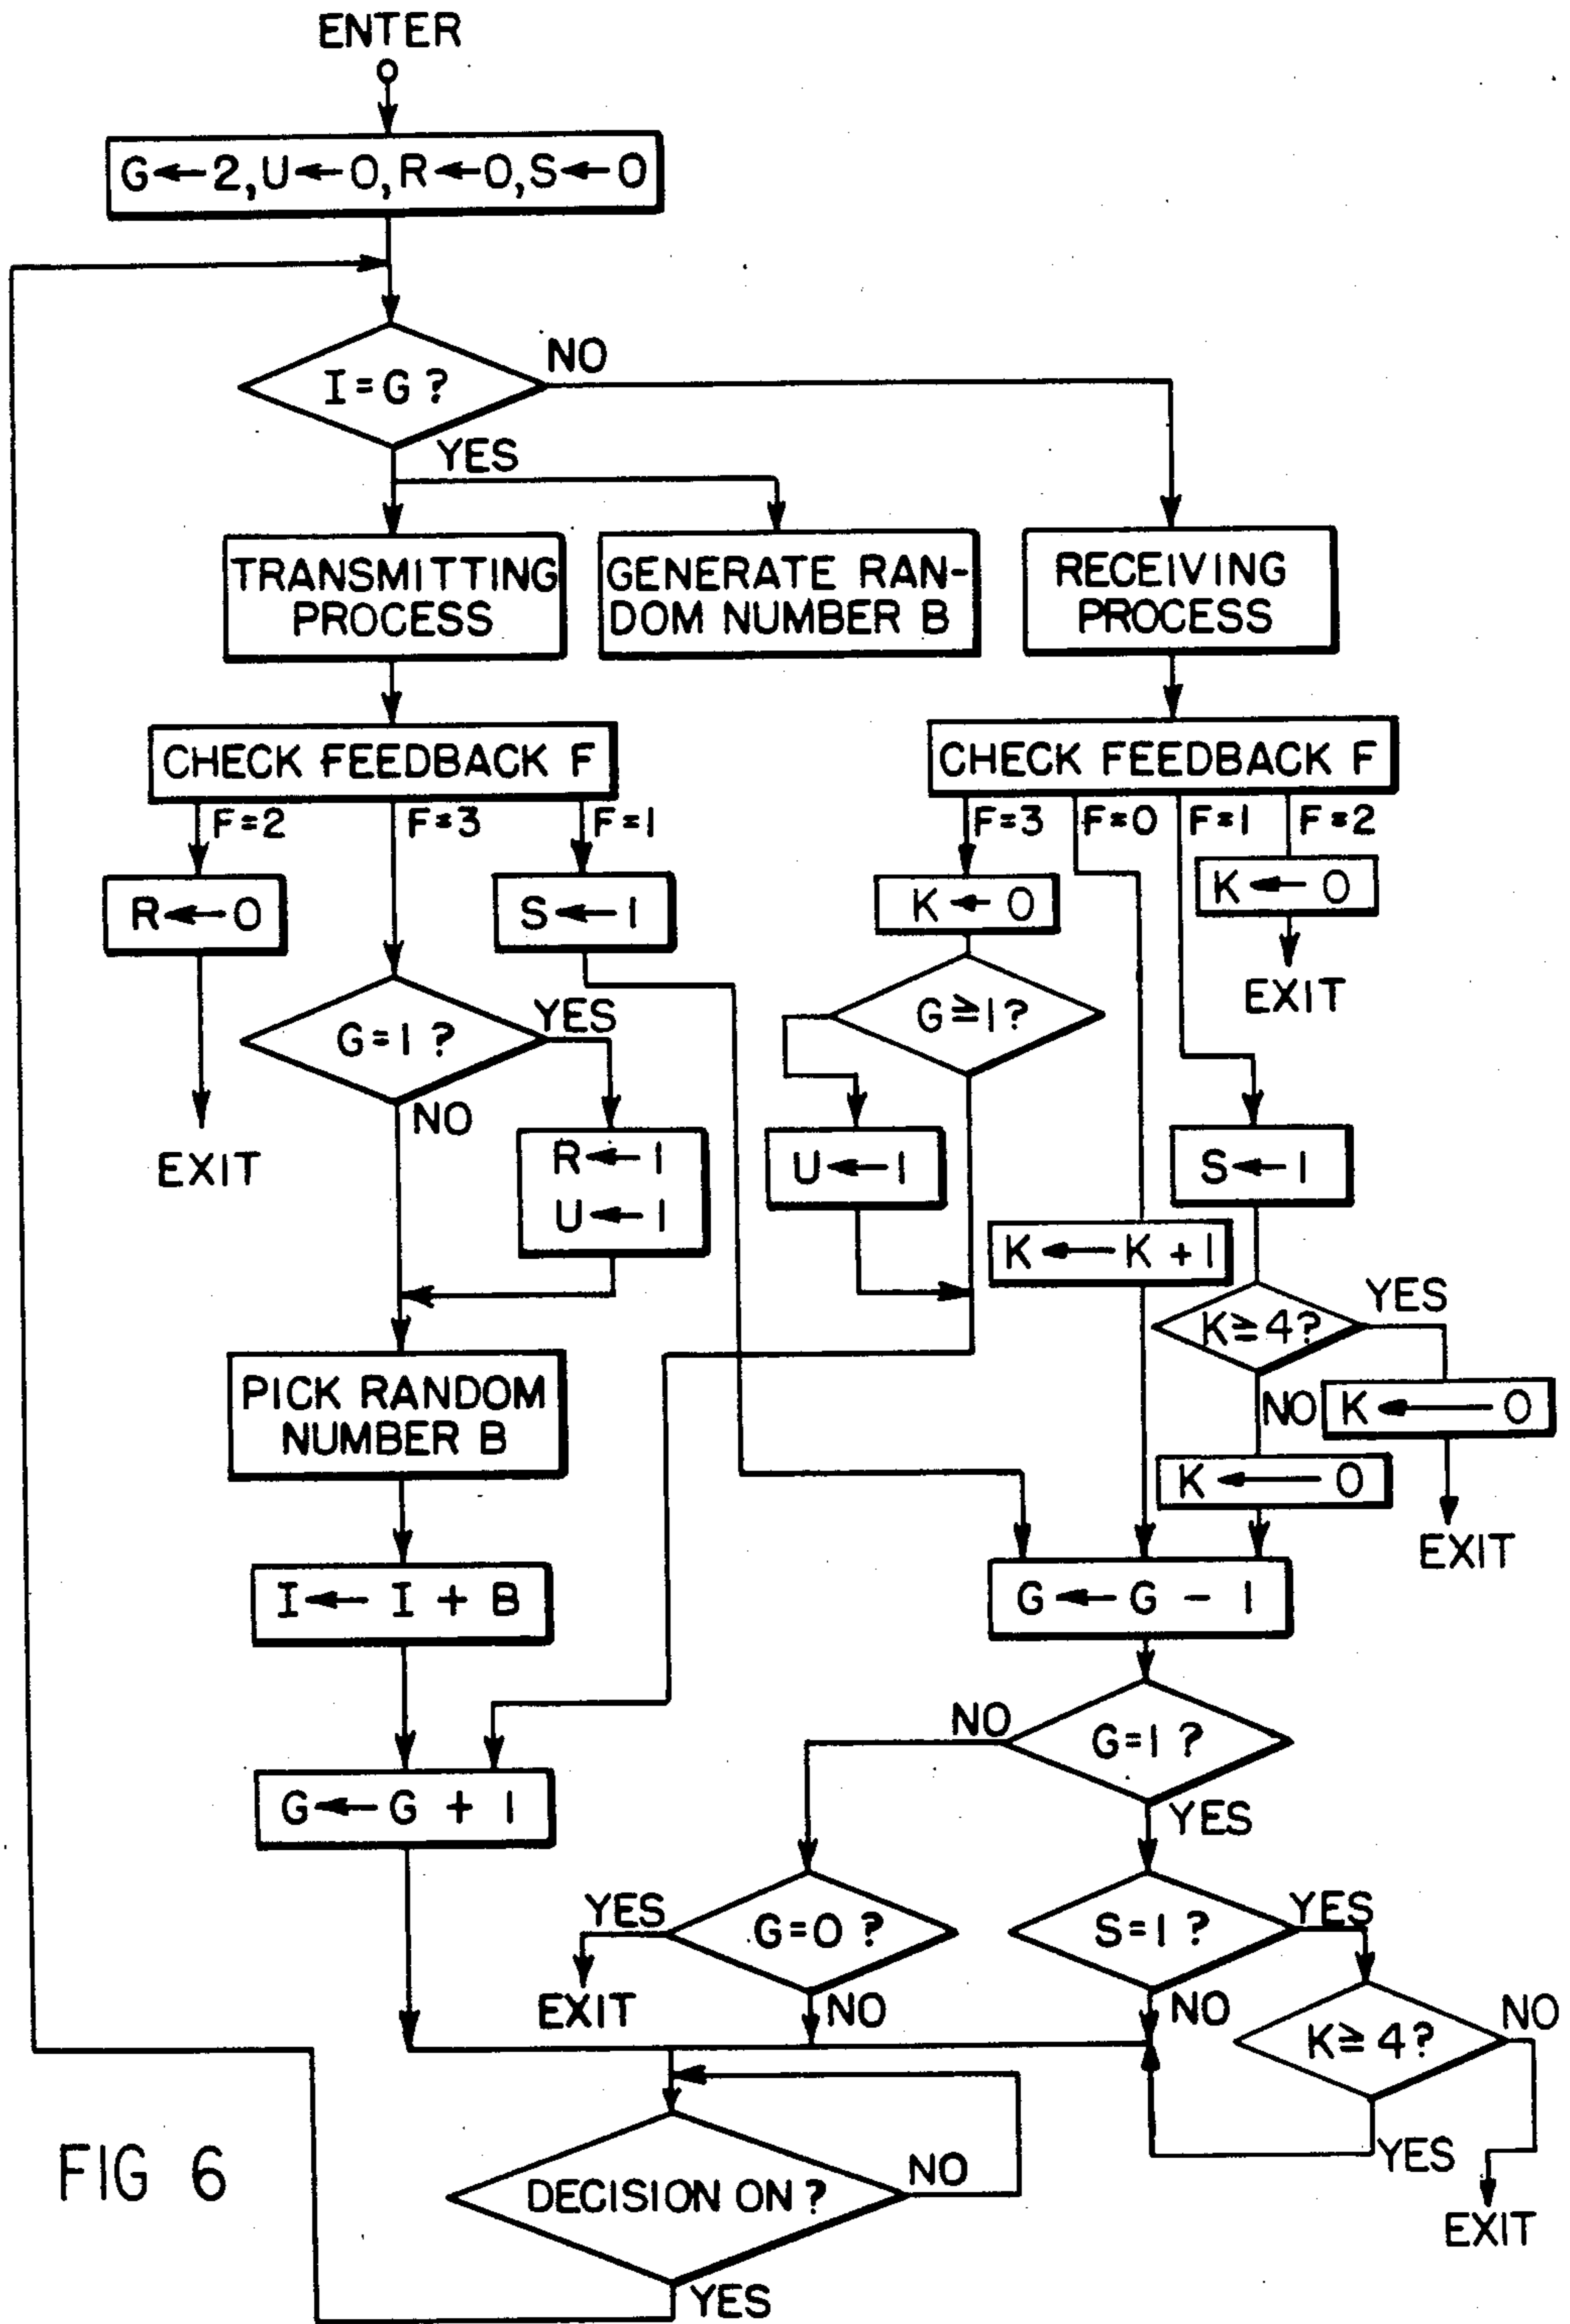 ENTER
G←2, U←0, R←0, S←0
I=G?
NO
YES
TRANSMITTING
PROCESS
GENERATE RAN-
DOM NUMBER B
RECEIVING
PROCESS
CHECK FEEDBACK F
CHECK FEEDBACK F
F=2
F=3
F=1
F=3
F=0
F=1
F=2
R←0
S←1
K←0
K←0
EXIT
G=1?
YES
NO
G≧1?
EXIT
R←1
U←1
U←1
S←1
K←K+1
K≧4?
YES
NO
K←0
K←0
EXIT
PICK RANDOM
NUMBER B
I←I+B
G←G-1
G←G+1
G=1?
NO
YES
G=0?
YES
NO
EXIT
S=1?
YES
NO
K≧4?
NO
YES
EXIT
DECISION ON?
NO
YES
FIG 6